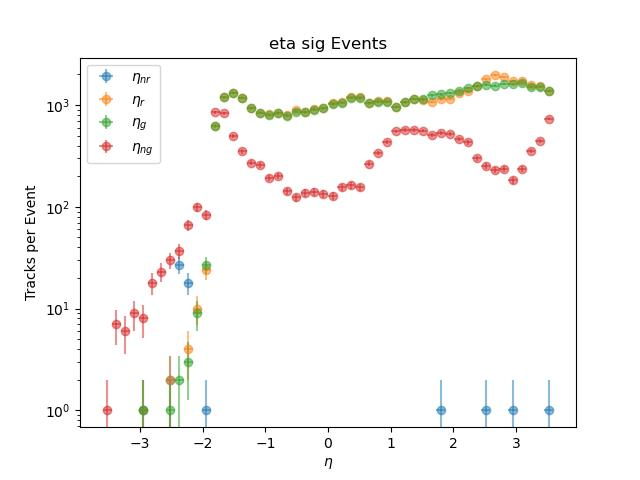 eta sig Events
η_nr
η_r
η_g
η_ng
Tracks per Event
10^3
10^2
10^1
10^0
−3
−2
−1
0
1
2
3
η